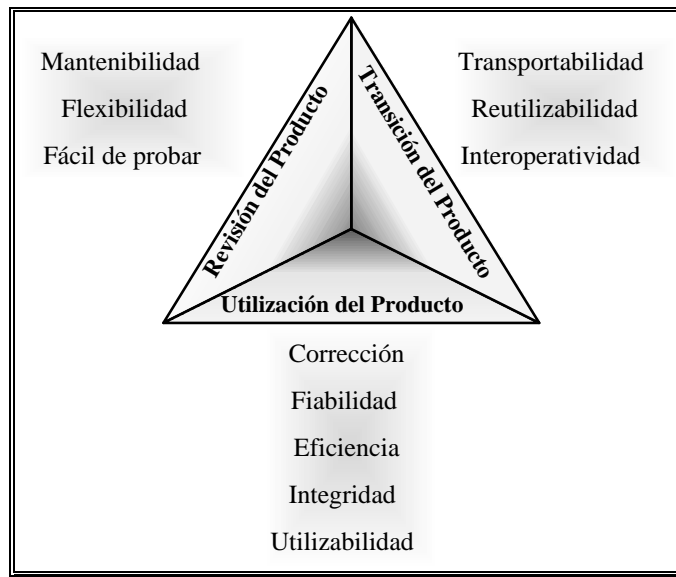 Mantenibilidad
Flexibilidad
Fácil de probar
Revisión del Producto
Transición del Producto
Transportabilidad
Reutilizabilidad
Interoperatividad
Utilización del Producto
Corrección
Fiabilidad
Eficiencia
Integridad
Utilizabilidad